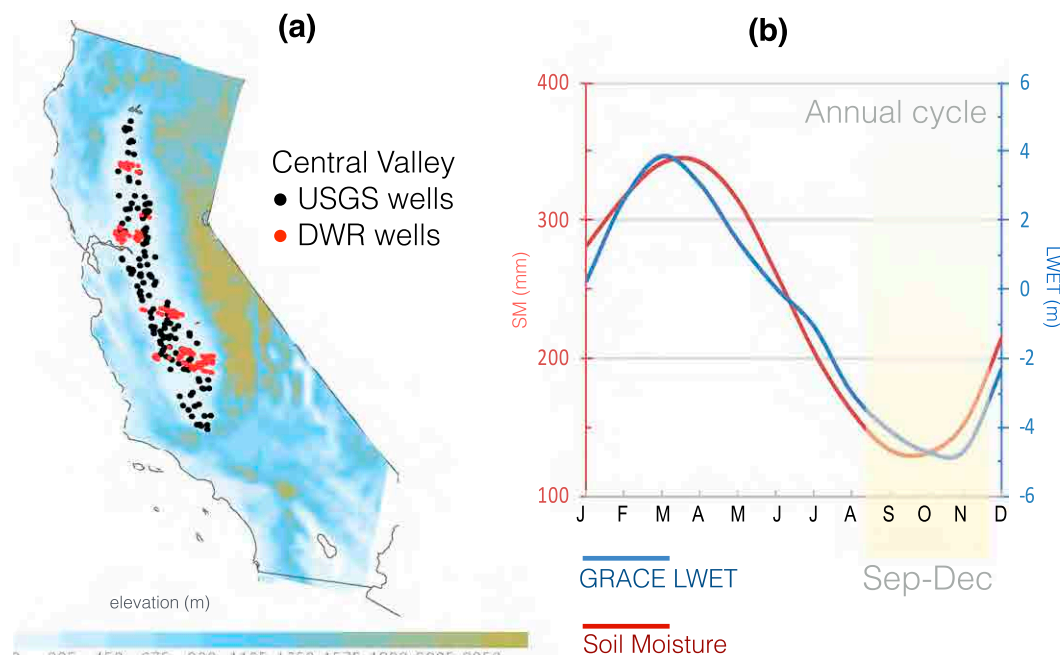 (a)
(b)
Central Valley
USGS wells
DWR wells
elevation (m)
400
300
200
100
SM (mm)
Annual cycle
6
4
2
0
-2
-4
-6
LWET (m)
J F M A M J J A S O N D
Sep-Dec
GRACE LWET
Soil Moisture